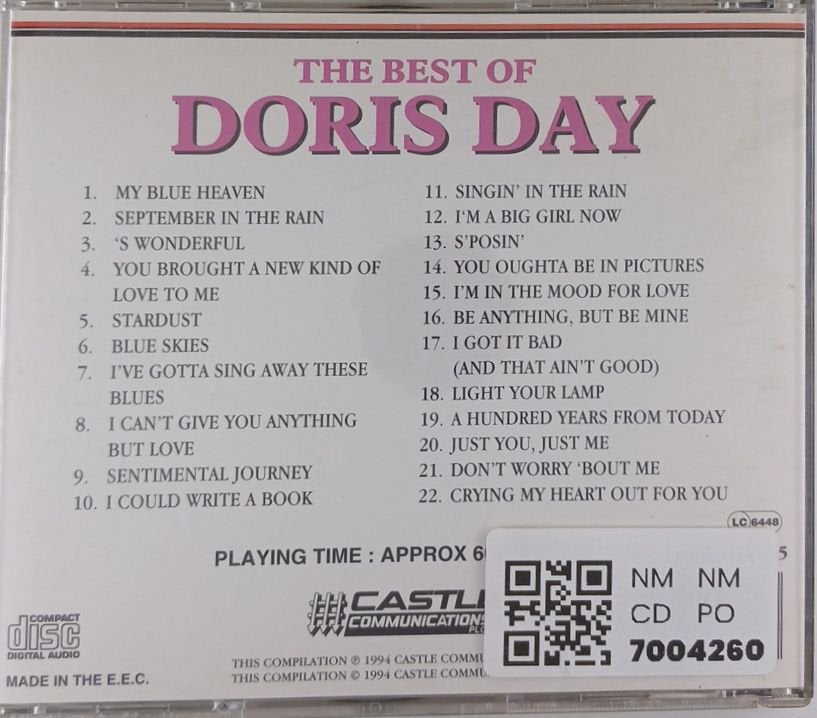 THE BEST OF
DORIS DAY
1. MY BLUE HEAVEN
2. SEPTEMBER IN THE RAIN
3. 'S WONDERFUL
4. YOU BROUGHT A NEW KIND OF
LOVE TO ME
5. STARDUST
6. BLUE SKIES
7. I'VE GOTTA SING AWAY THESE
BLUES
8. I CAN'T GIVE YOU ANYTHING
BUT LOVE
9. SENTIMENTAL JOURNEY
10. I COULD WRITE A BOOK
11. SINGIN' IN THE RAIN
12. I'M A BIG GIRL NOW
13. S'POSIN'
14. YOU OUGHTA BE IN PICTURES
15. I'M IN THE MOOD FOR LOVE
16. BE ANYTHING, BUT BE MINE
17. I GOT IT BAD
(AND THAT AIN'T GOOD)
18. LIGHT YOUR LAMP
19. A HUNDRED YEARS FROM TODAY
20. JUST YOU, JUST ME
21. DON'T WORRY 'BOUT ME
22. CRYING MY HEART OUT FOR YOU
LC 6448
PLAYING TIME : APPROX 6
5
CASTL
COMMUNICATIONS
PLC
THIS COMPILATION ℗ 1994 CASTLE COMMU
THIS COMPILATION © 1994 CASTLE COMMU
COMPACT
disc
DIGITAL AUDIO
MADE IN THE E.E.C.
NM NM
CD PO
7004260